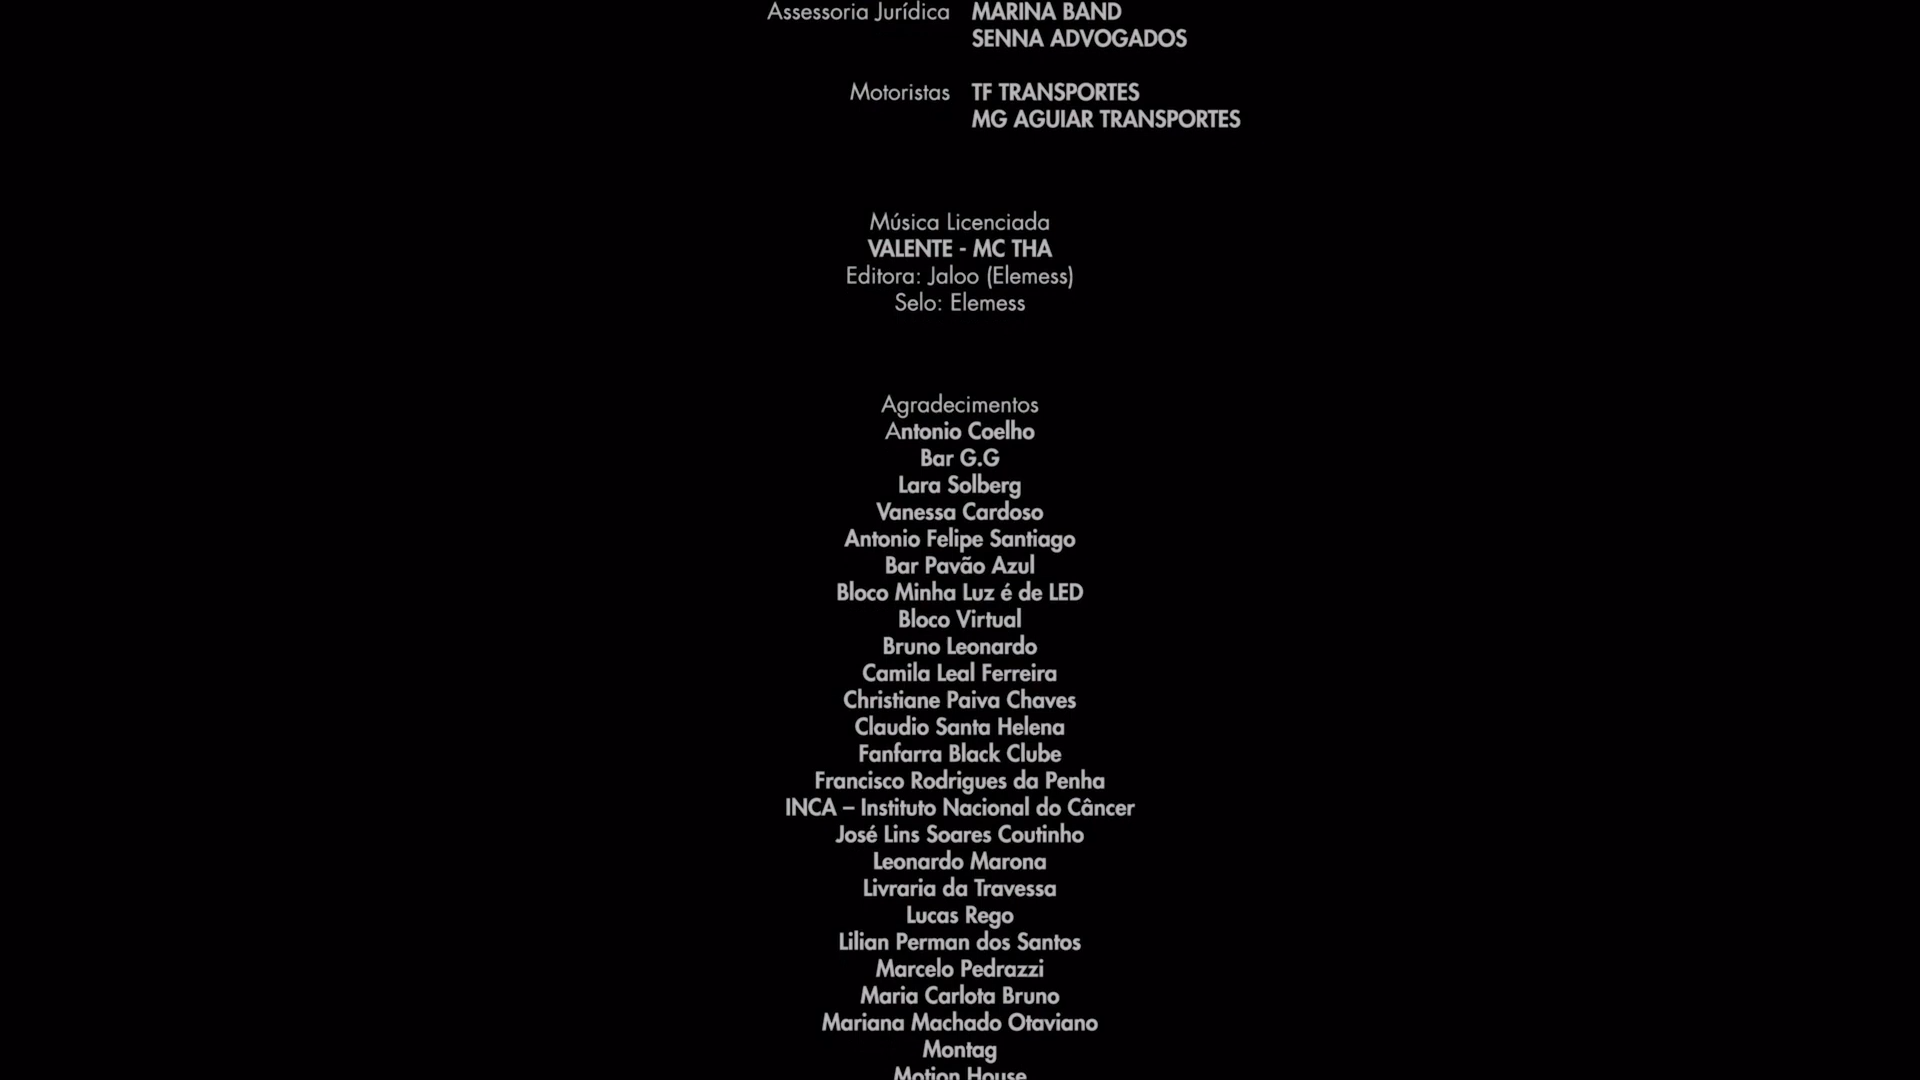 Assessoria Jurídica MARINA BAND
SENNA ADVOGADOS
Motoristas TF TRANSPORTES
MG AGUIAR TRANSPORTES
Música Licenciada
VALENTE - MC THA
Editora: Jaloo (Elemess)
Selo: Elemess
Agradecimentos
Antonio Coelho
Bar G.G
Lara Solberg
Vanessa Cardoso
Antonio Felipe Santiago
Bar Pavão Azul
Bloco Minha Luz é de LED
Bloco Virtual
Bruno Leonardo
Camila Leal Ferreira
Christiane Paiva Chaves
Claudio Santa Helena
Fanfarra Black Clube
Francisco Rodrigues da Penha
INCA – Instituto Nacional do Câncer
José Lins Soares Coutinho
Leonardo Marona
Livraria da Travessa
Lucas Rego
Lilian Perman dos Santos
Marcelo Pedrazzi
Maria Carlota Bruno
Mariana Machado Otaviano
Montag
Motion House